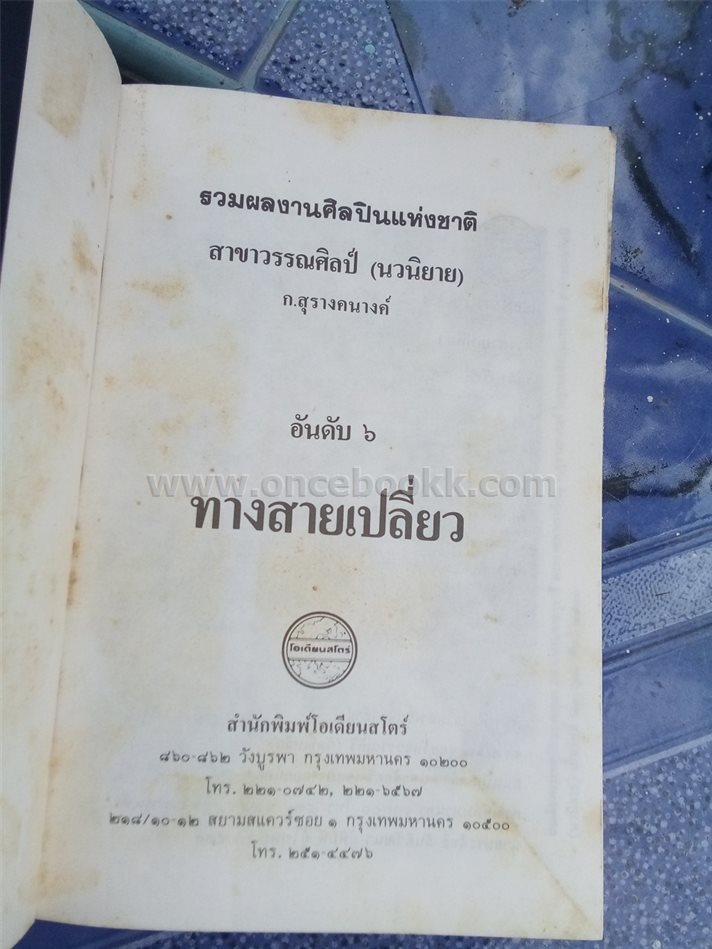 รวมผลงานศิลปินแห่งชาติ
สาขาวรรณศิลป์ (นวนิยาย)
ก.สุรางคนางค์
อันดับ ๖
www.oncebookk.com
ทางสายเปลี่ยว
โอเดียนสโตร์
สำนักพิมพ์โอเดียนสโตร์
๘๖๐-๘๖๒ วังบูรพา กรุงเทพมหานคร ๑๐๒๐๐
โทร. ๒๒๑-๐๗๔๒, ๒๒๑-๖๕๖๗
๒๑๘/๑๐-๑๒ สยามสแควร์ซอย ๑ กรุงเทพมหานคร ๑๐๕๐๐
โทร. ๒๕๑-๔๔๗๖